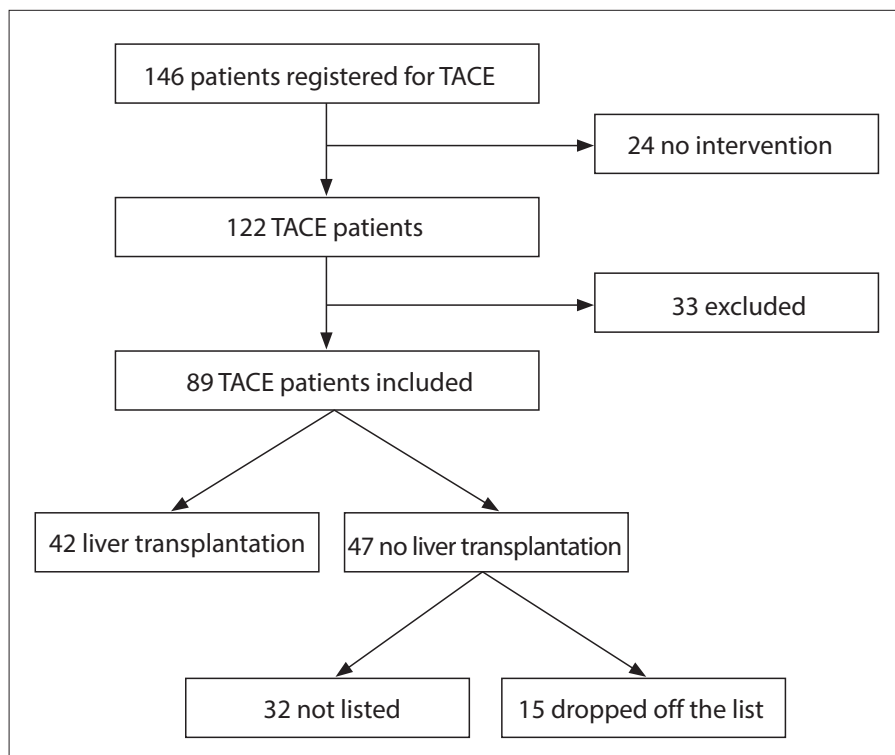 146 patients registered for TACE
24 no intervention
122 TACE patients
33 excluded
89 TACE patients included
42 liver transplantation
47 no liver transplantation
32 not listed
15 dropped off the list